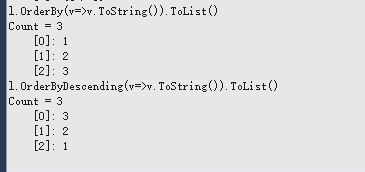 l.OrderBy(v=>v.ToString()).ToList()
Count = 3
[0]: 1
[1]: 2
[2]: 3
l.OrderByDescending(v=>v.ToString()).ToList()
Count = 3
[0]: 3
[1]: 2
[2]: 1